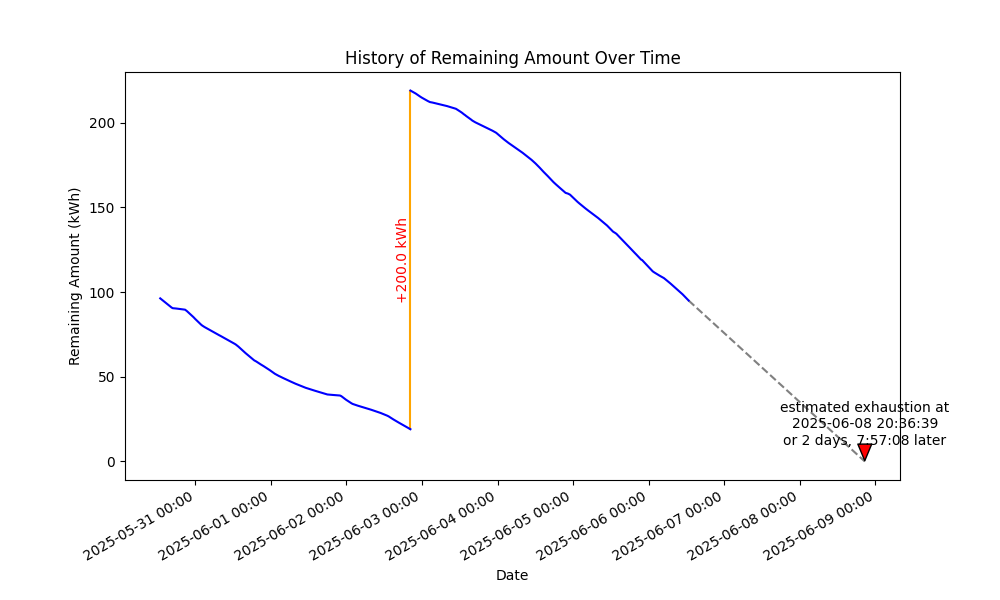 History of Remaining Amount Over Time
Remaining Amount (kWh)
200
150
100
50
0
+200.0 kWh
estimated exhaustion at
2025-06-08 20:36:39
or 2 days, 7:57:08 later
2025-05-31 00:00
2025-06-01 00:00
2025-06-02 00:00
2025-06-03 00:00
2025-06-04 00:00
2025-06-05 00:00
2025-06-06 00:00
2025-06-07 00:00
2025-06-08 00:00
2025-06-09 00:00
Date